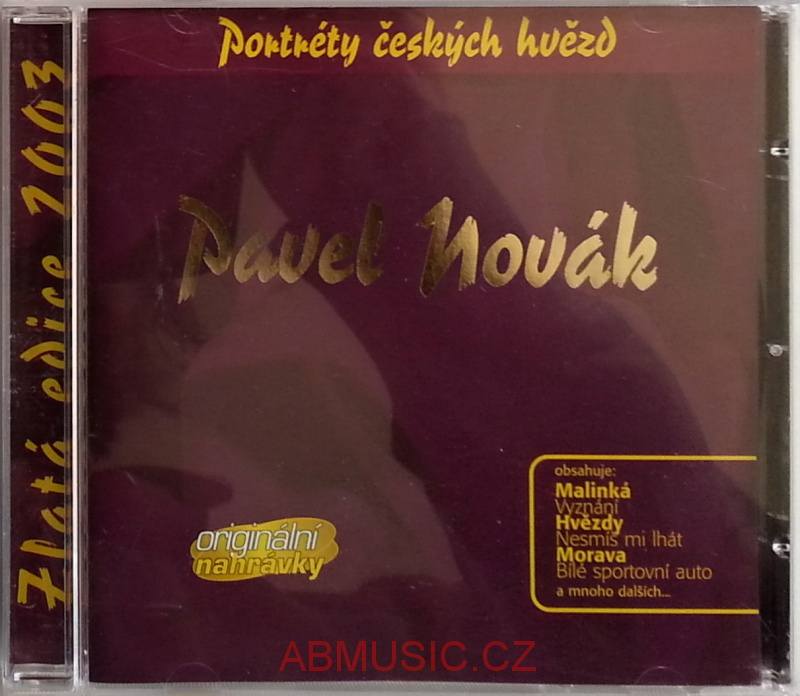 Portréty českých hvězd
Zlatá edice 2003
Pavel Novák
obsahuje:
Malinká
Vyznání
Hvězdy
Nesmíš mi lhát
Morava
Bílé sportovní auto
a mnoho dalších...
originální
nahrávky
ABMUSIC.CZ